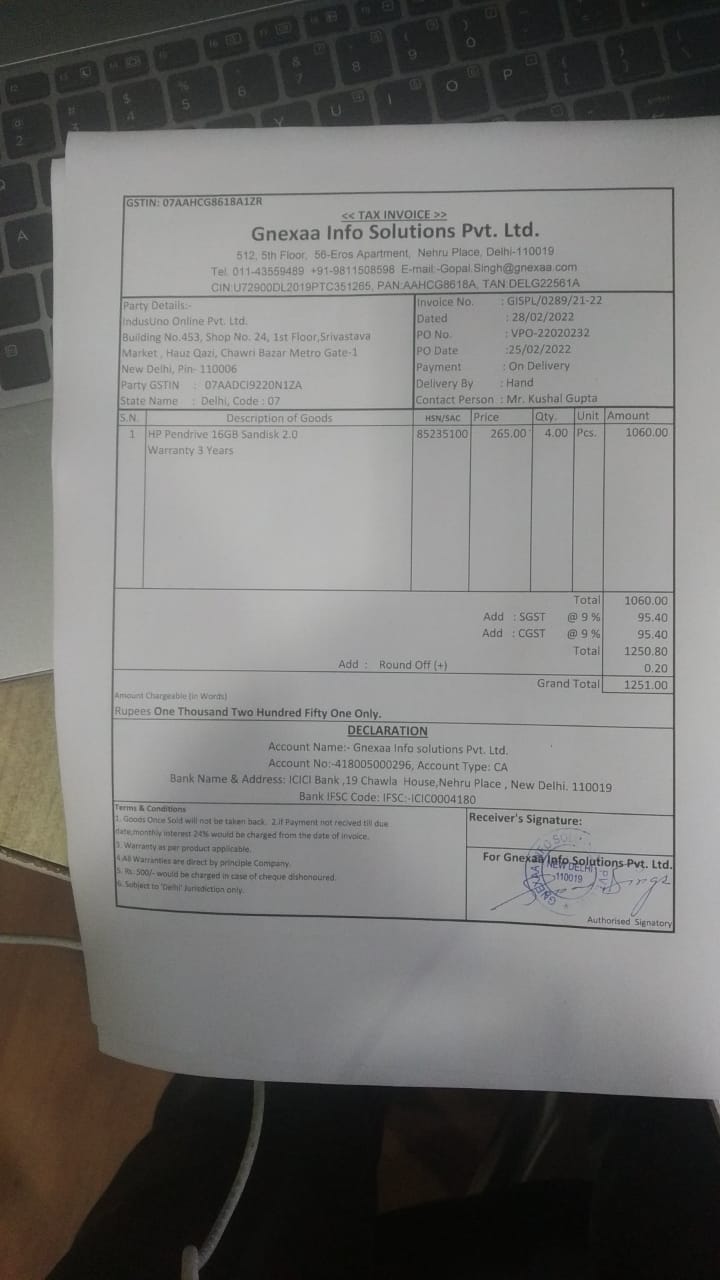 GSTIN: 07AAHCG8618A1ZR
<< TAX INVOICE >>
Gnexaa Info Solutions Pvt. Ltd.
512, 5th Floor, 56-Eros Apartment, Nehru Place, Delhi-110019
Tel. 011-43559489 +91-9811508598 E-mail:-Gopal.Singh@gnexaa.com
CIN:U72900DL2019PTC351265, PAN:AAHCG8618A, TAN:DELG22561A
Party Details:-
IndusUno Online Pvt. Ltd.
Building No.453, Shop No. 24, 1st Floor,Srivastava
Market , Hauz Qazi, Chawri Bazar Metro Gate-1
New Delhi, Pin- 110006
Party GSTIN : 07AADCI9220N1ZA
State Name : Delhi, Code : 07
Invoice No. : GISPL/0289/21-22
Dated : 28/02/2022
PO No. : VPO-22020232
PO Date :25/02/2022
Payment : On Delivery
Delivery By : Hand
Contact Person : Mr. Kushal Gupta
S.N. Description of Goods HSN/SAC Price Qty. Unit Amount
1 HP Pendrive 16GB Sandisk 2.0 85235100 265.00 4.00 Pcs. 1060.00
Warranty 3 Years
Total 1060.00
Add : SGST @ 9 % 95.40
Add : CGST @ 9 % 95.40
Total 1250.80
Add : Round Off (+) 0.20
Grand Total 1251.00
Amount Chargeable (in Words)
Rupees One Thousand Two Hundred Fifty One Only.
DECLARATION
Account Name:- Gnexaa Info solutions Pvt. Ltd.
Account No:-418005000296, Account Type: CA
Bank Name & Address: ICICI Bank ,19 Chawla House,Nehru Place , New Delhi. 110019
Bank IFSC Code: IFSC:-ICIC0004180
Terms & Conditions
1. Goods Once Sold will not be taken back. 2.if Payment not recived till due
date,monthly interest 24% would be charged from the date of invoice.
3. Warranty as per product applicable.
4.All Warranties are direct by principle Company.
5. Rs. 500/- would be charged in case of cheque dishonoured.
6. Subject to 'Delhi' Jurisdiction only.
Receiver's Signature:
For Gnexaa Info Solutions Pvt. Ltd.
NEW DELHI
110019
Authorised Signatory